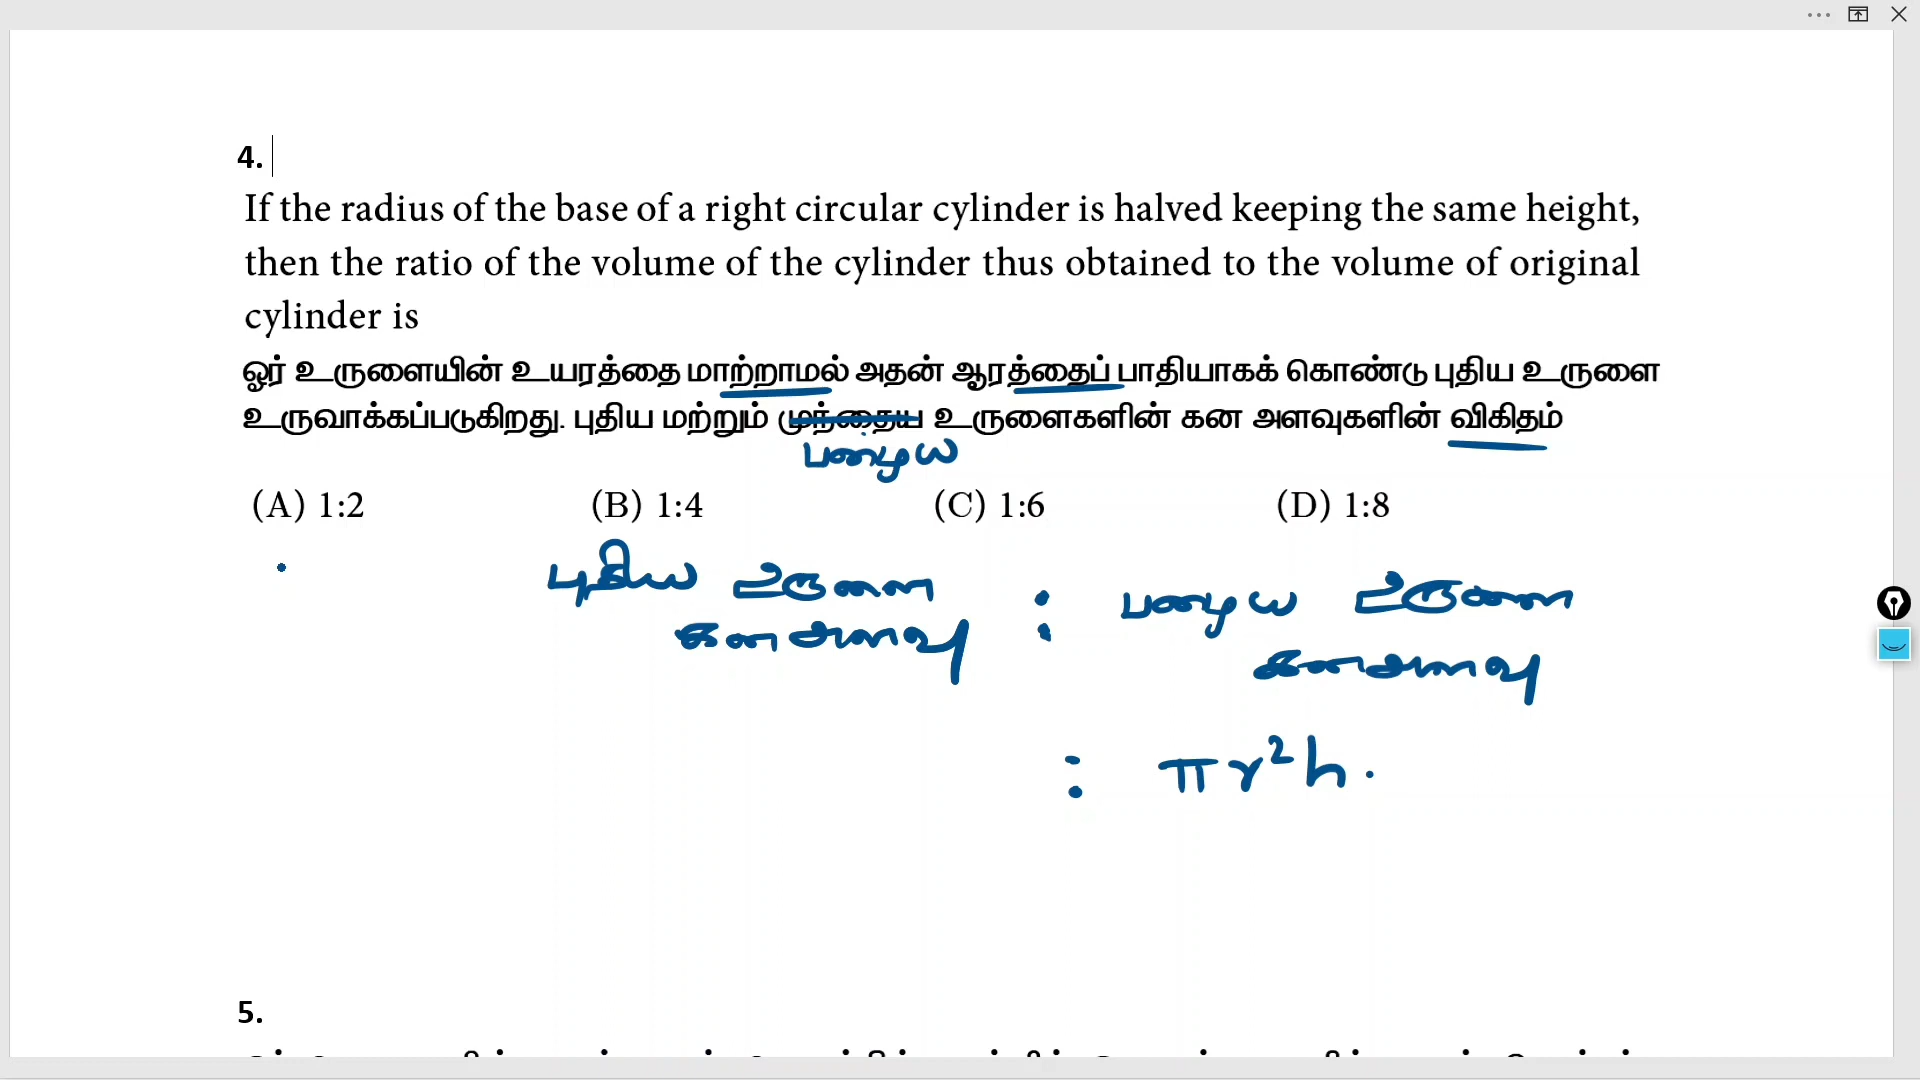 4.
If the radius of the base of a right circular cylinder is halved keeping the same height,
then the ratio of the volume of the cylinder thus obtained to the volume of original
cylinder is
ஓர் உருளையின் உயரத்தை மாற்றாமல் அதன் ஆரத்தைப் பாதியாகக் கொண்டு புதிய உருளை
உருவாக்கப்படுகிறது. புதிய மற்றும் முந்தைய உருளைகளின் கன அளவுகளின் விகிதம்
பழைய
(A) 1:2 (B) 1:4 (C) 1:6 (D) 1:8
புதிய உருளை : பழைய உருளை
கனஅளவு கனஅளவு
: πr²h.
5.